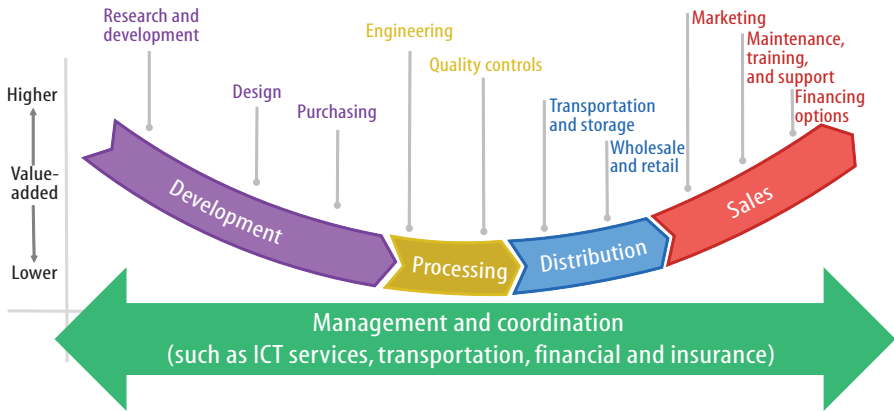 Research and
development
Design
Purchasing
Engineering
Quality controls
Transportation
and storage
Wholesale
and retail
Marketing
Maintenance,
training,
and support
Financing
options
Higher
Value-
added
Lower
Development
Processing
Distribution
Sales
Management and coordination
(such as ICT services, transportation, financial and insurance)